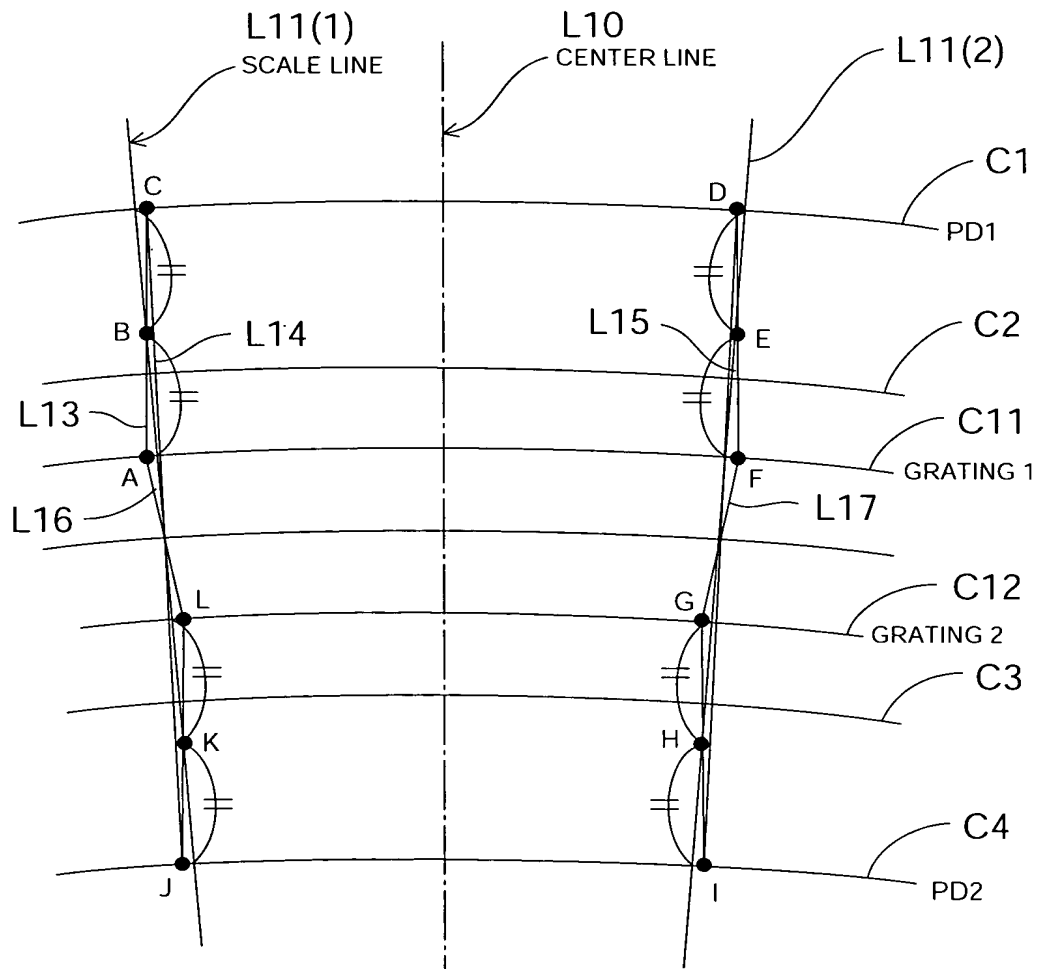 L11(1)
SCALE LINE
L10
CENTER LINE
L11(2)
C1
PD1
C
D
B
L14
L15
E
C2
L13
C11
GRATING 1
A
F
L16
L17
L
G
C12
GRATING 2
C3
K
H
C4
PD2
J
I